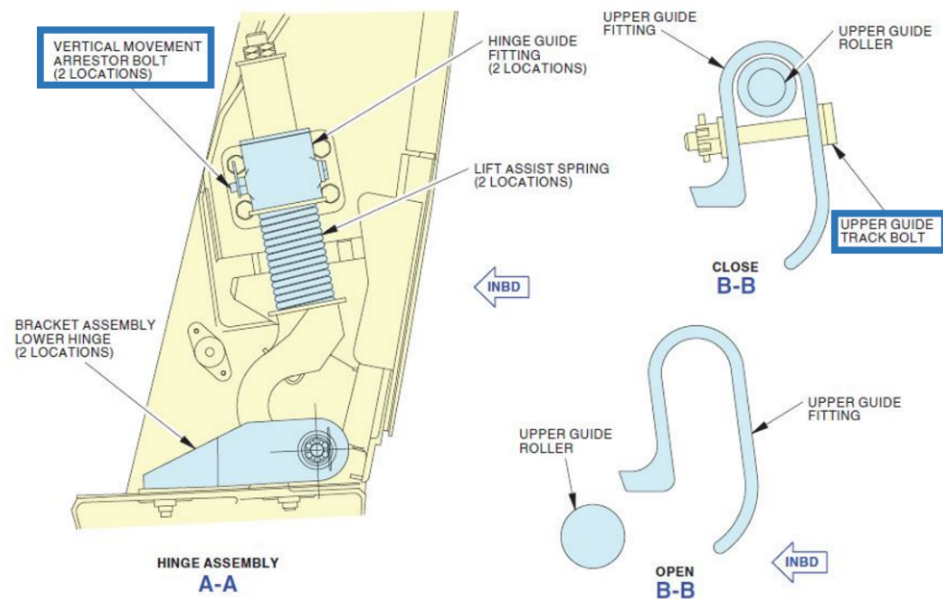 VERTICAL MOVEMENT
ARRESTOR BOLT
(2 LOCATIONS)
HINGE GUIDE
FITTING
(2 LOCATIONS)
LIFT ASSIST SPRING
(2 LOCATIONS)
INBD
BRACKET ASSEMBLY
LOWER HINGE
(2 LOCATIONS)
HINGE ASSEMBLY
A-A
UPPER GUIDE
FITTING
UPPER GUIDE
ROLLER
UPPER GUIDE
TRACK BOLT
CLOSE
B-B
UPPER GUIDE
FITTING
UPPER GUIDE
ROLLER
INBD
OPEN
B-B